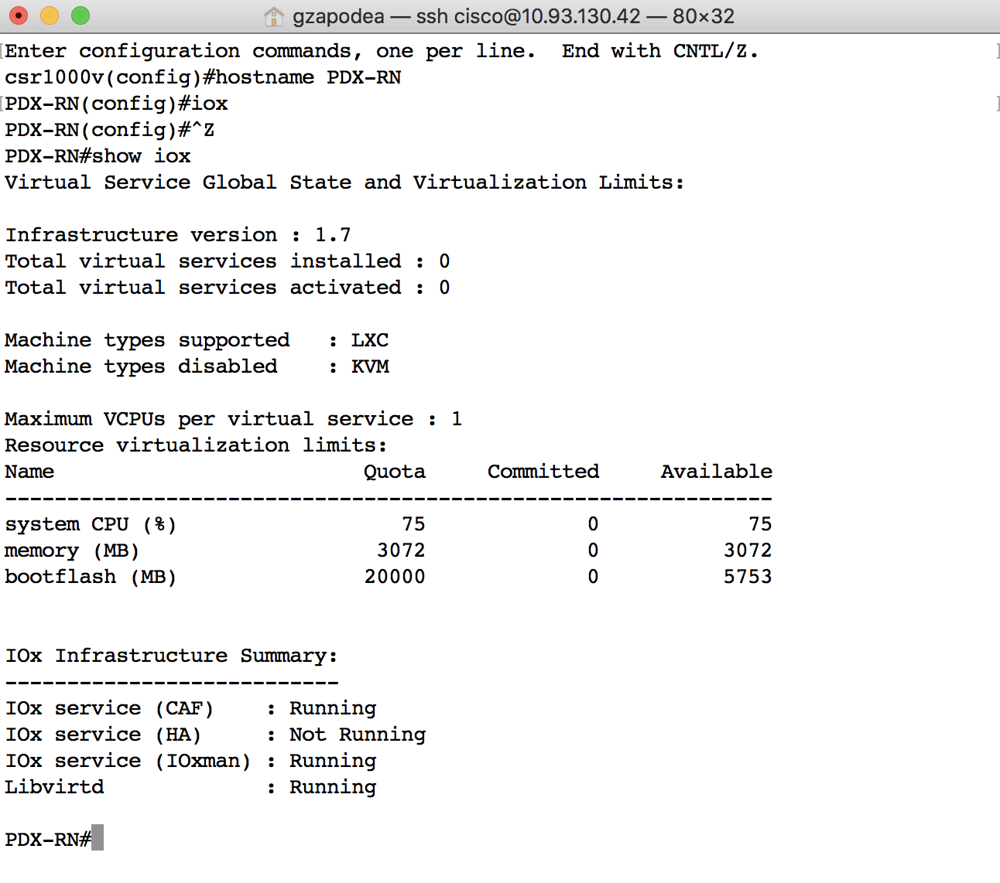 gzapodea — ssh cisco@10.93.130.42 — 80×32
[Enter configuration commands, one per line.  End with CNTL/Z. ]
csr1000v(config)#hostname PDX-RN
[PDX-RN(config)#iox ]
PDX-RN(config)#^Z
PDX-RN#show iox
Virtual Service Global State and Virtualization Limits:
Infrastructure version : 1.7
Total virtual services installed : 0
Total virtual services activated : 0
Machine types supported   : LXC
Machine types disabled    : KVM
Maximum VCPUs per virtual service : 1
Resource virtualization limits:
Name                         Quota     Committed     Available
--------------------------------------------------------------
system CPU (%)                  75             0            75
memory (MB)                   3072             0          3072
bootflash (MB)               20000             0          5753
IOx Infrastructure Summary:
---------------------------
IOx service (CAF)    : Running
IOx service (HA)     : Not Running
IOx service (IOxman) : Running
Libvirtd             : Running
PDX-RN#